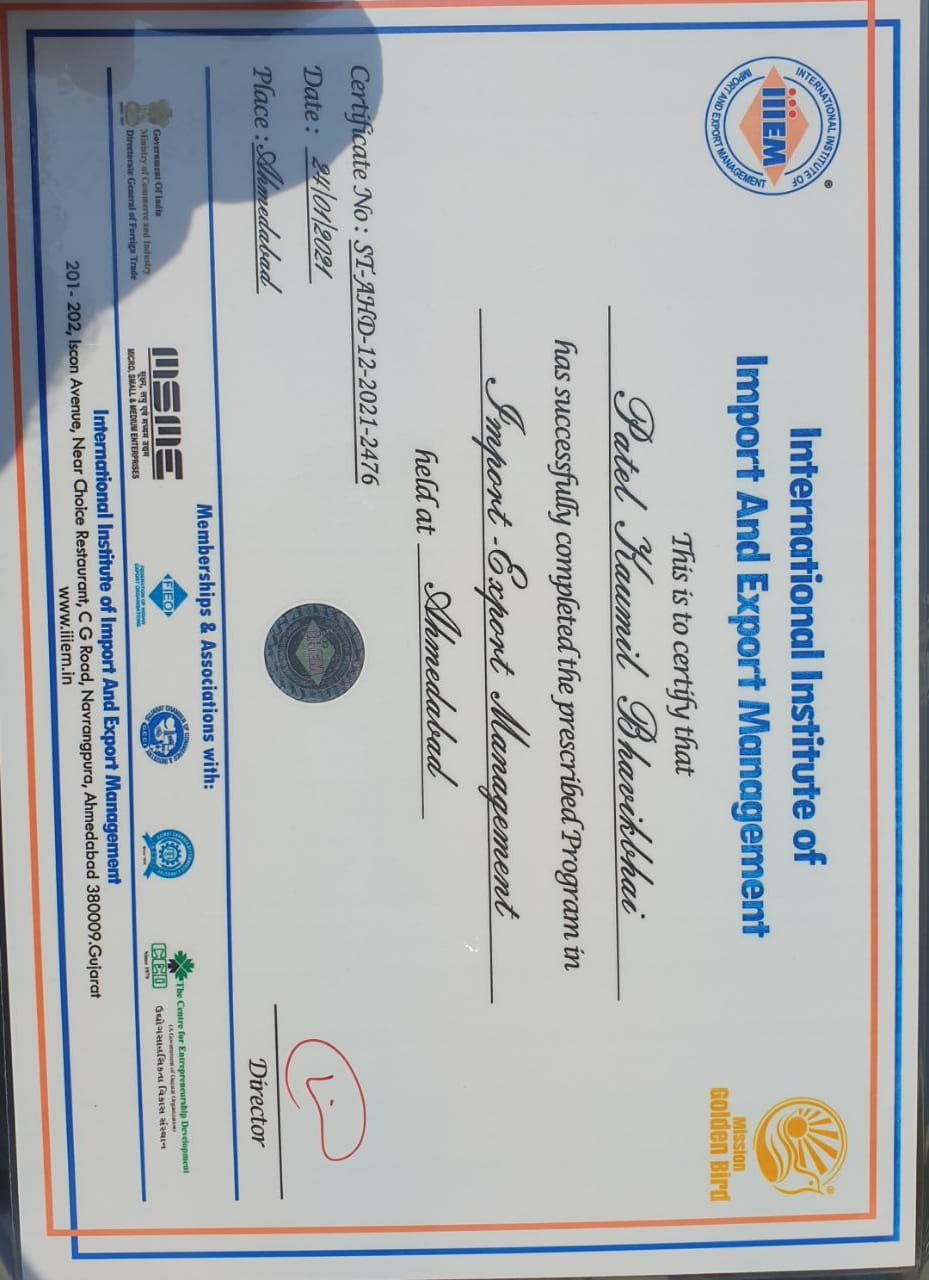 INTERNATIONAL INSTITUTE OF
iiiEM
IMPORT AND EXPORT MANAGEMENT
®
International Institute of
Import And Export Management
Mission
Golden Bird
This is to certify that
Patel Kaumil Bhavikbhai
has successfully completed the prescribed Program in
Import -Export Management
held at Ahmedabad
Certificate No : ST-AHD-12-2021-2476
Date : 24/01/2021
Place : Ahmedabad
iiiEM
Director
Memberships & Associations with:
Government Of India
Ministry of Commerce and Industry
Directorate General of Foreign Trade
MSME
सूक्ष्म, लघु एवं मध्यम उद्यम
MICRO, SMALL & MEDIUM ENTERPRISES
FIEO
FEDERATION OF INDIAN
EXPORT ORGANISATIONS
GCCI
The Centre for Entrepreneurship Development
(A Government of Gujarat Organisation)
CED
ઉદ્યોગસાહસિકતા વિકાસ સંસ્થાન
Since 1979
International Institute of Import And Export Management
201- 202, Iscon Avenue, Near Choice Restaurant, C G Road, Navrangpura, Ahmedabad 380009.Gujarat
www.iiiem.in